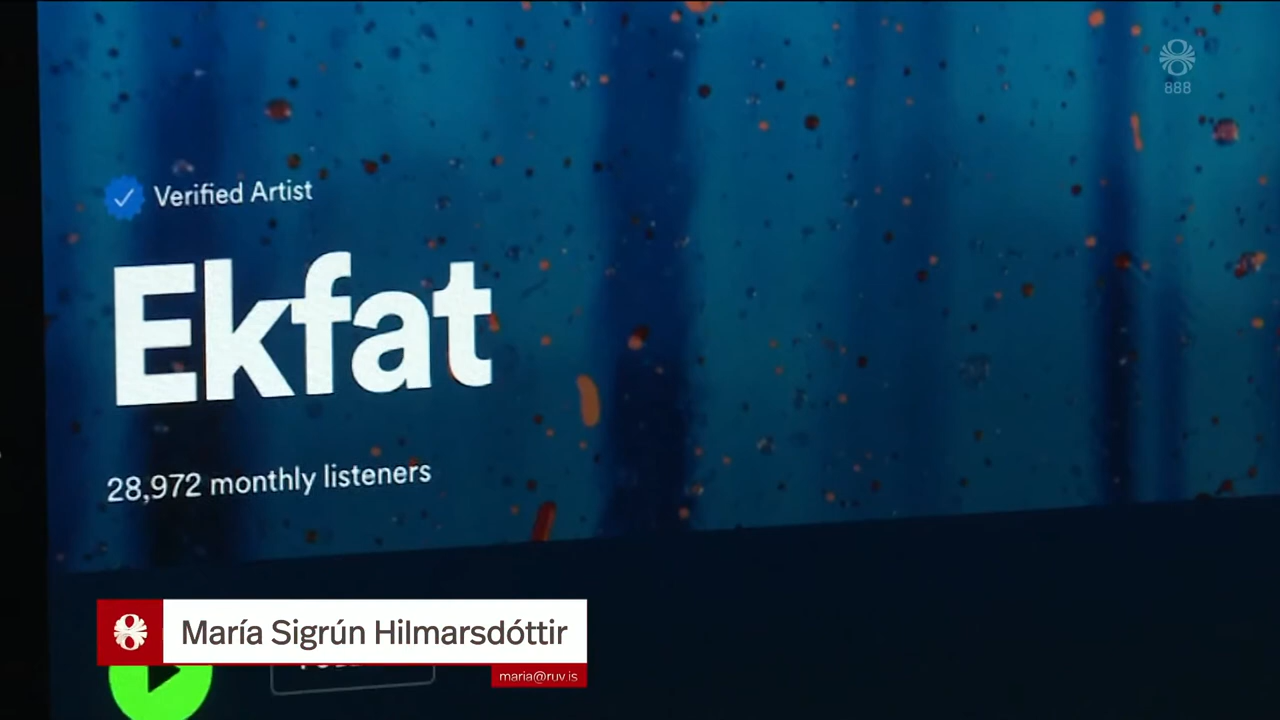 888
Verified Artist
Ekfat
28,972 monthly listeners
María Sigrún Hilmarsdóttir
maria@ruv.is